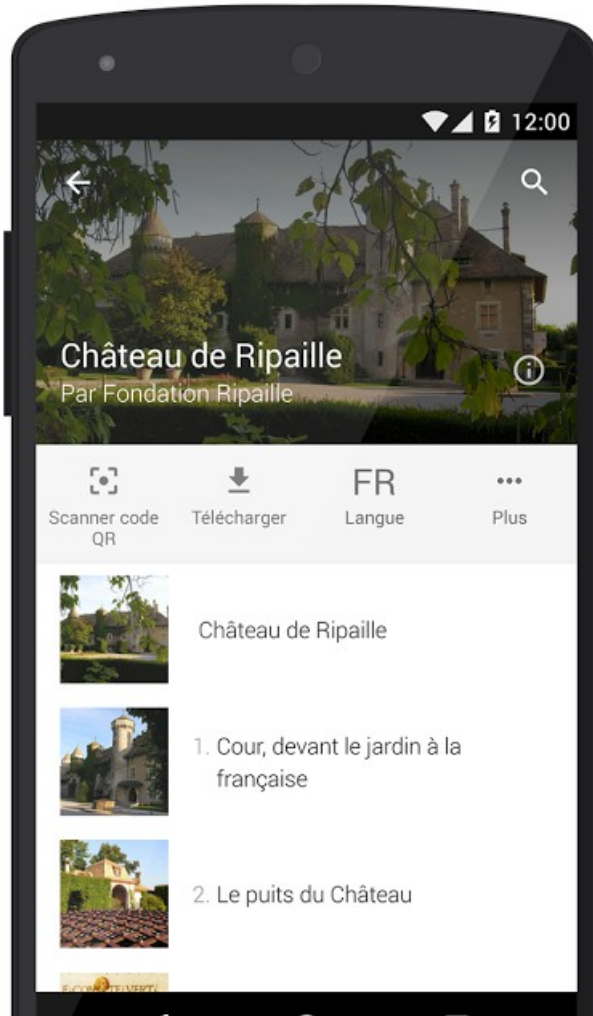 12:00
Château de Ripaille
Par Fondation Ripaille
Scanner code
QR
Télécharger
FR
Langue
Plus
Château de Ripaille
1. Cour, devant le jardin à la
française
2. Le puits du Château